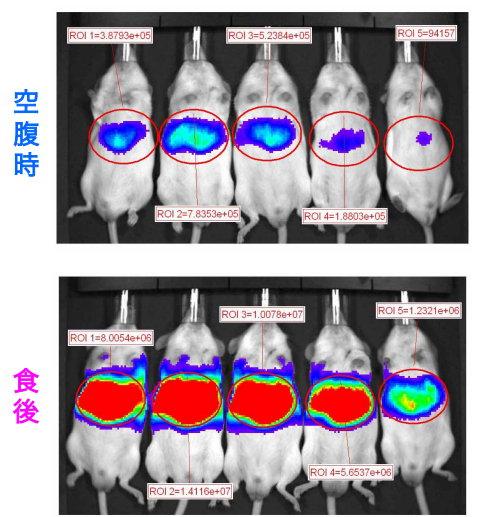 空腹時
ROI 1=3.8793e+05
ROI 3=5.2384e+05
ROI 5=94157
ROI 2=7.8353e+05
ROI 4=1.8803e+05
食後
ROI 1=8.0054e+06
ROI 3=1.0078e+07
ROI 5=1.2321e+06
ROI 2=1.4116e+07
ROI 4=5.6537e+06